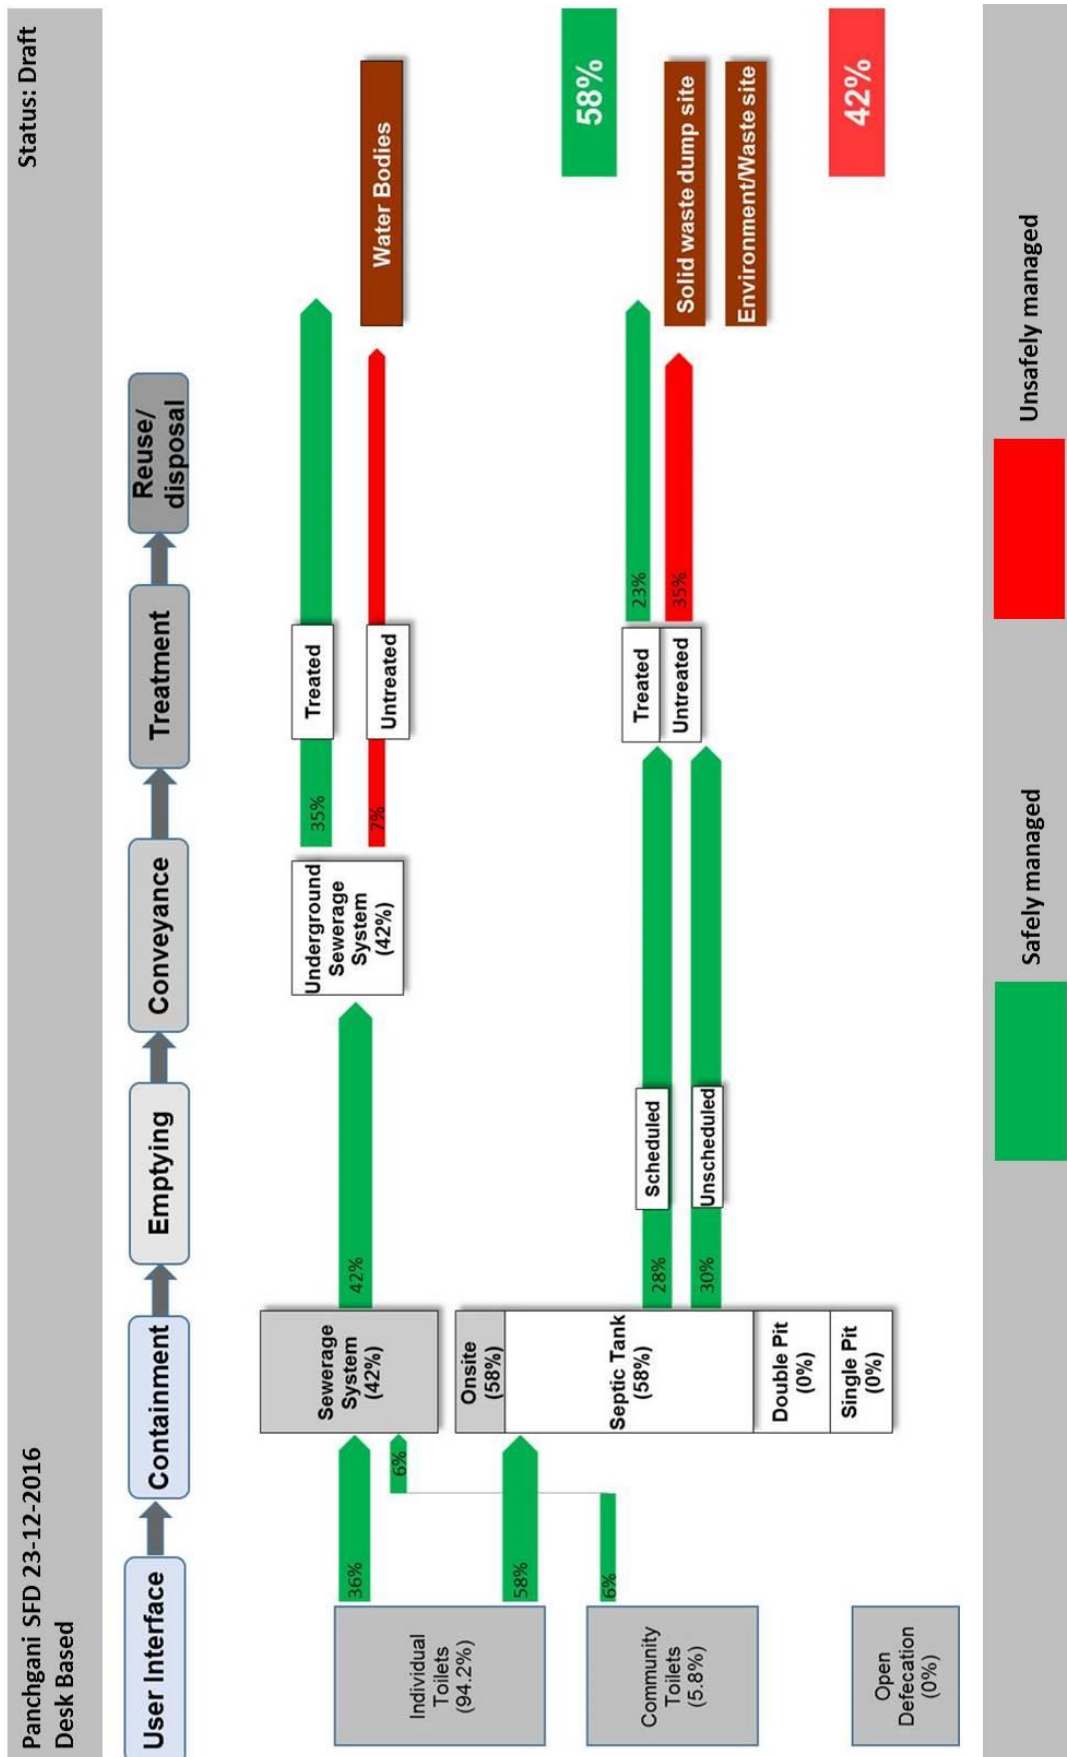 Panchgani SFD 23-12-2016
Desk Based
Status: Draft
User Interface
Containment
Emptying
Conveyance
Treatment
Reuse/
disposal
Individual
Toilets
(94.2%)
36%
58%
Community
Toilets
(5.8%)
6%
6%
Open
Defecation
(0%)
Sewerage
System
(42%)
42%
Underground
Sewerage
System
(42%)
35%
Treated
7%
Untreated
Water Bodies
Onsite
(58%)
Septic Tank
(58%)
Double Pit
(0%)
Single Pit
(0%)
28%
Scheduled
30%
Unscheduled
Treated
23%
Untreated
35%
Solid waste dump site
Environment/Waste site
58%
42%
Safely managed
Unsafely managed